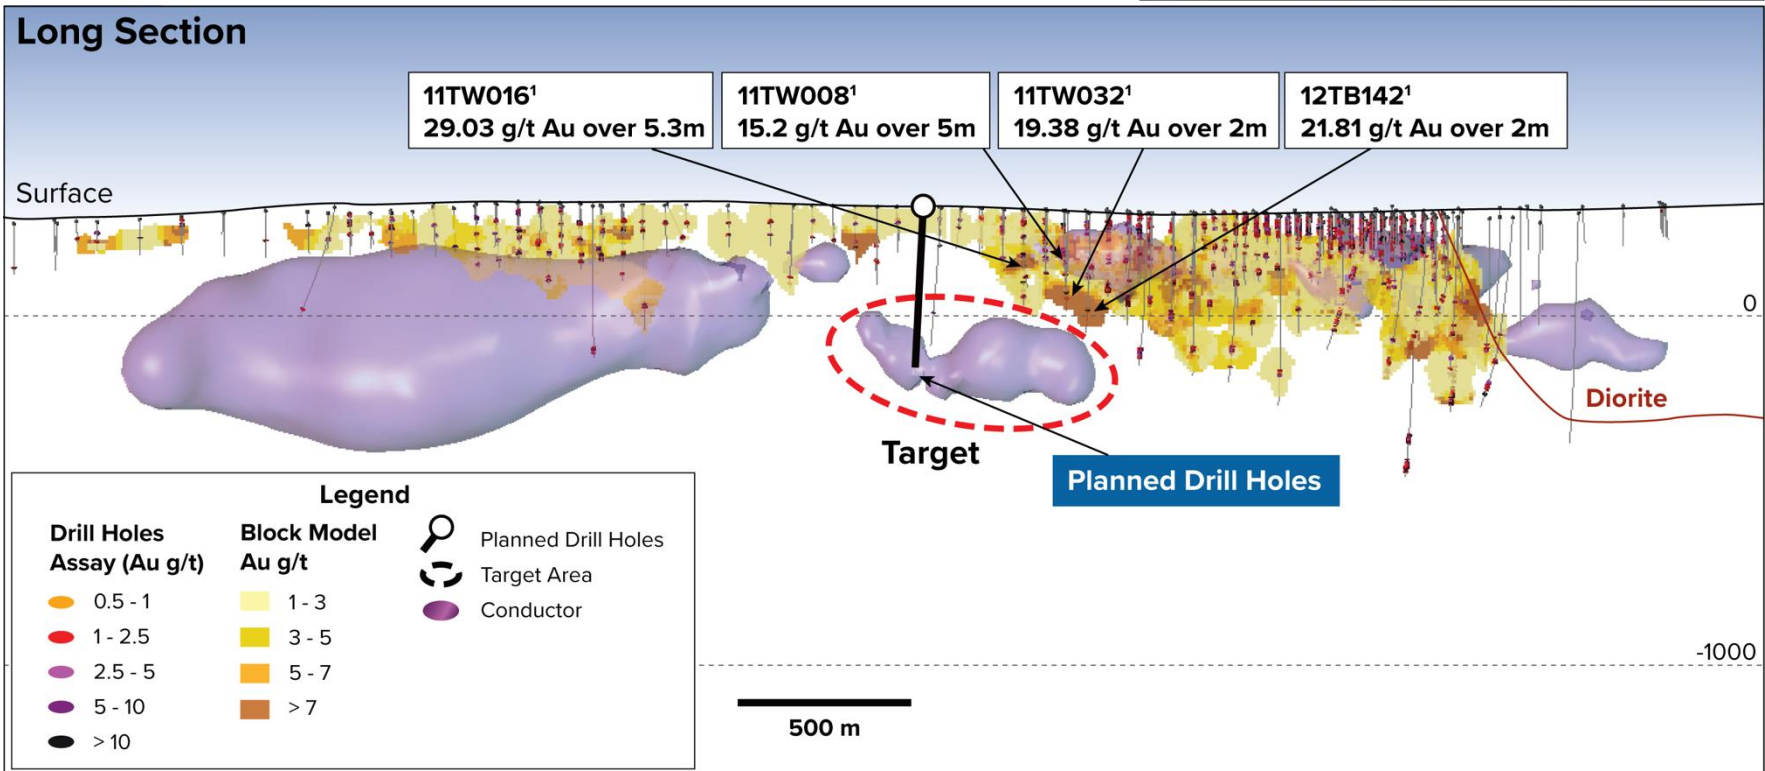 Long Section
11TW016¹
29.03 g/t Au over 5.3m
11TW008¹
15.2 g/t Au over 5m
11TW032¹
19.38 g/t Au over 2m
12TB142¹
21.81 g/t Au over 2m
Surface
0
Diorite
Target
Planned Drill Holes
Legend
Drill Holes
Assay (Au g/t)
0.5 - 1
1 - 2.5
2.5 - 5
5 - 10
> 10
Block Model
Au g/t
1 - 3
3 - 5
5 - 7
> 7
Planned Drill Holes
Target Area
Conductor
-1000
500 m